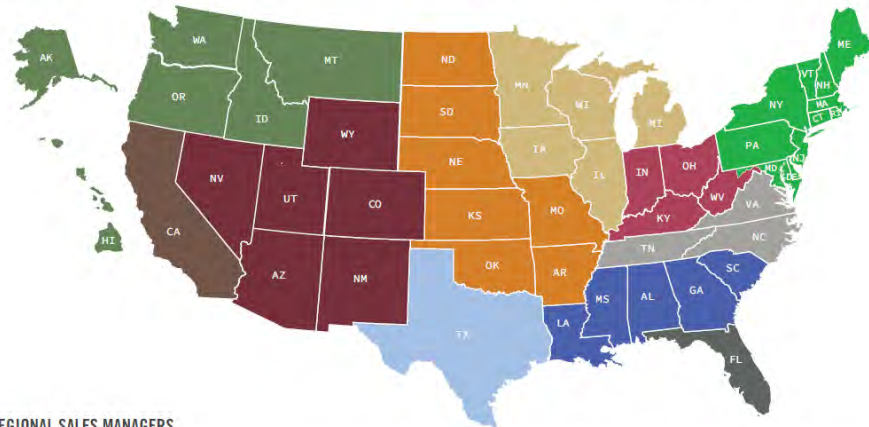 ME
WA
AK
MT
ND
MN
VT
NH
OR
ID
SD
WI
MI
NY
MA
CT
RI
WY
IA
PA
NJ
NE
MD
DE
NV
UT
CO
IL
IN
OH
WV
VA
CA
KS
MO
KY
HI
TN
NC
AZ
NM
OK
AR
SC
MS
AL
GA
LA
TX
FL
EGIONAL SALES MANAGERS